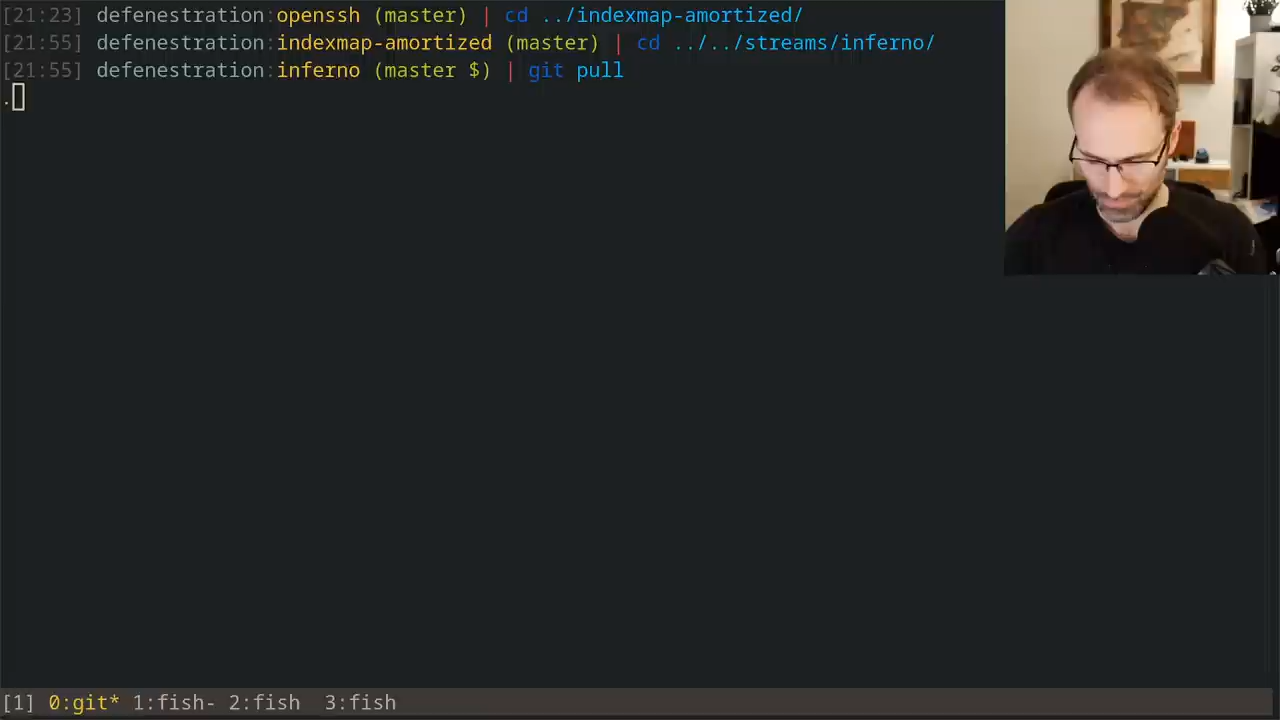 [21:23] defenestration:openssh (master) | cd ../indexmap-amortized/
[21:55] defenestration:indexmap-amortized (master) | cd ../../streams/inferno/
[21:55] defenestration:inferno (master $) | git pull
.
[1] 0:git* 1:fish- 2:fish  3:fish